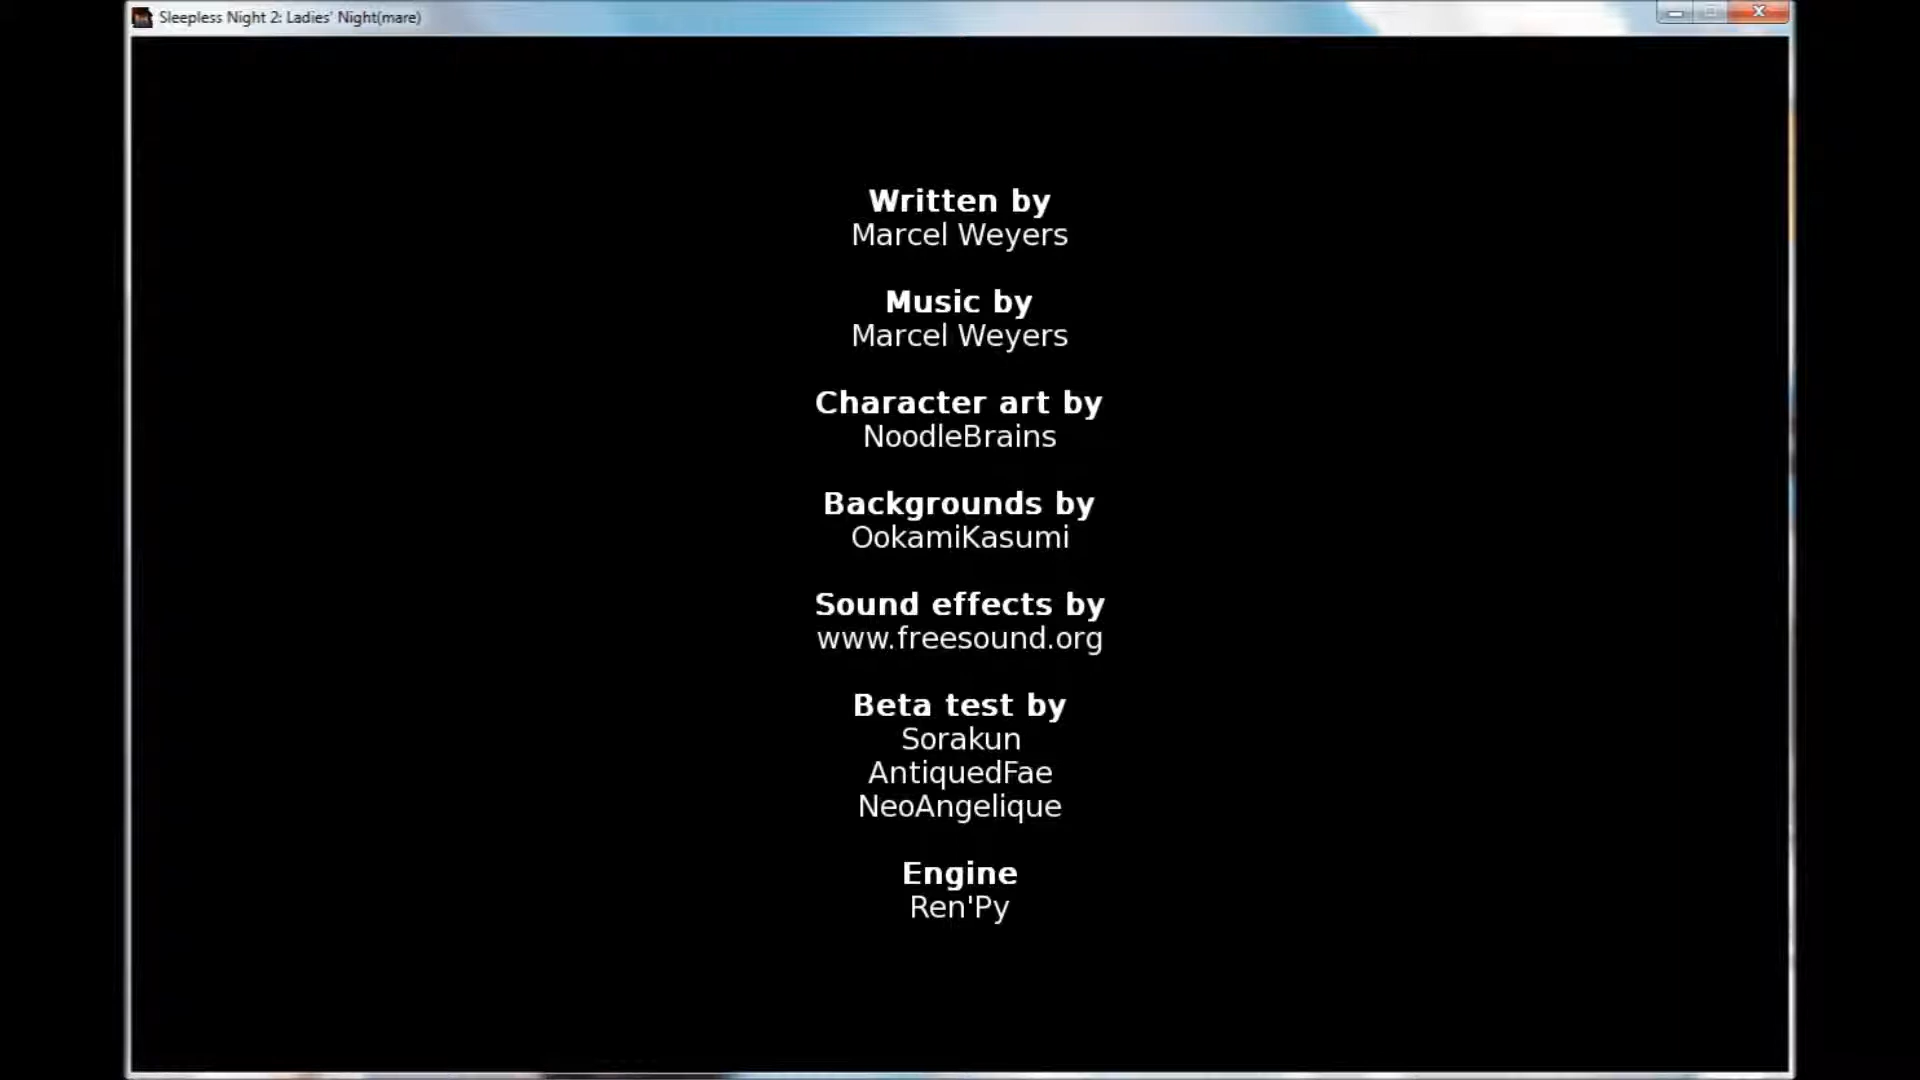 Sleepless Night 2: Ladies' Night(mare)
Written by
Marcel Weyers
Music by
Marcel Weyers
Character art by
NoodleBrains
Backgrounds by
OokamiKasumi
Sound effects by
www.freesound.org
Beta test by
Sorakun
AntiquedFae
NeoAngelique
Engine
Ren'Py